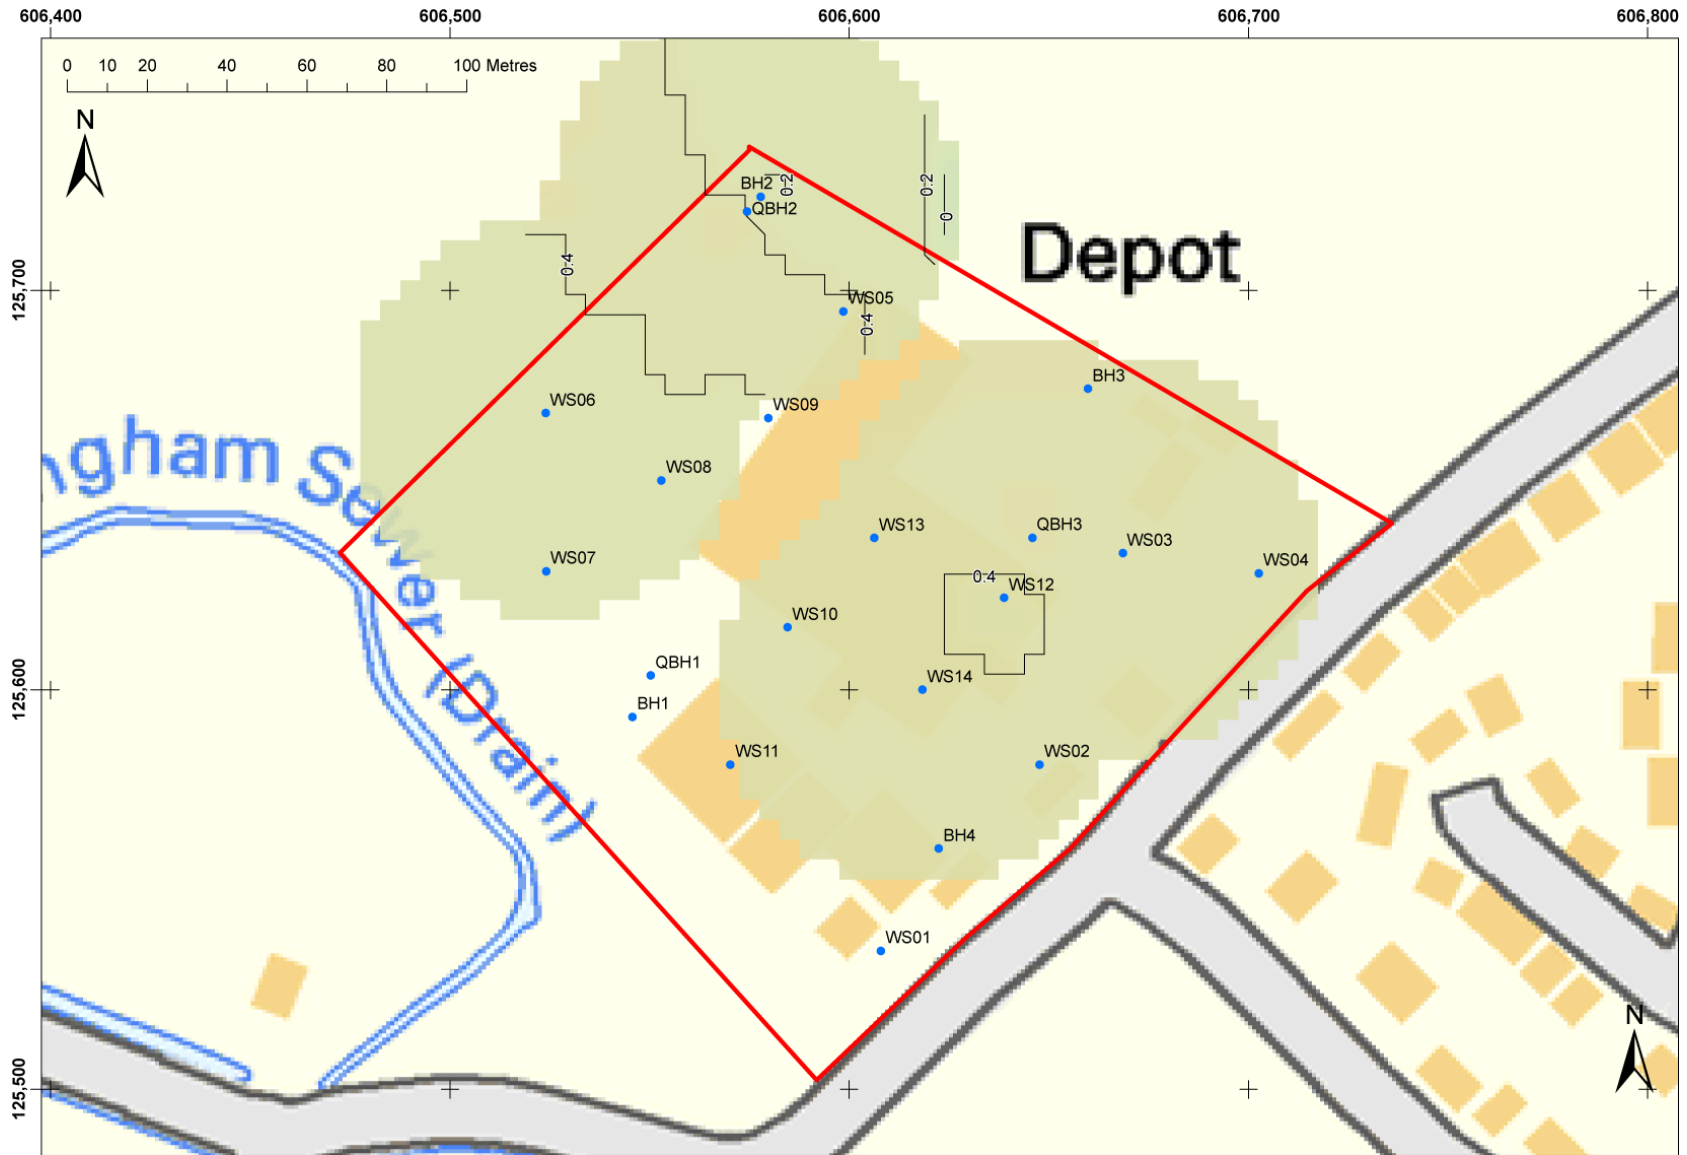 606,400 606,500 606,600 606,700 606,800
0 10 20 40 60 80 100 Metres
N
125,700
125,600
125,500
Depot
ngham Sewer (Drain)
BH2
0.2
QBH2
0.2
0
0.4
WS05
0.4
BH3
WS06
WS09
WS08
WS13
QBH3
WS03
WS07
WS04
0.4
WS12
WS10
QBH1
WS14
BH1
WS11
WS02
BH4
WS01
N